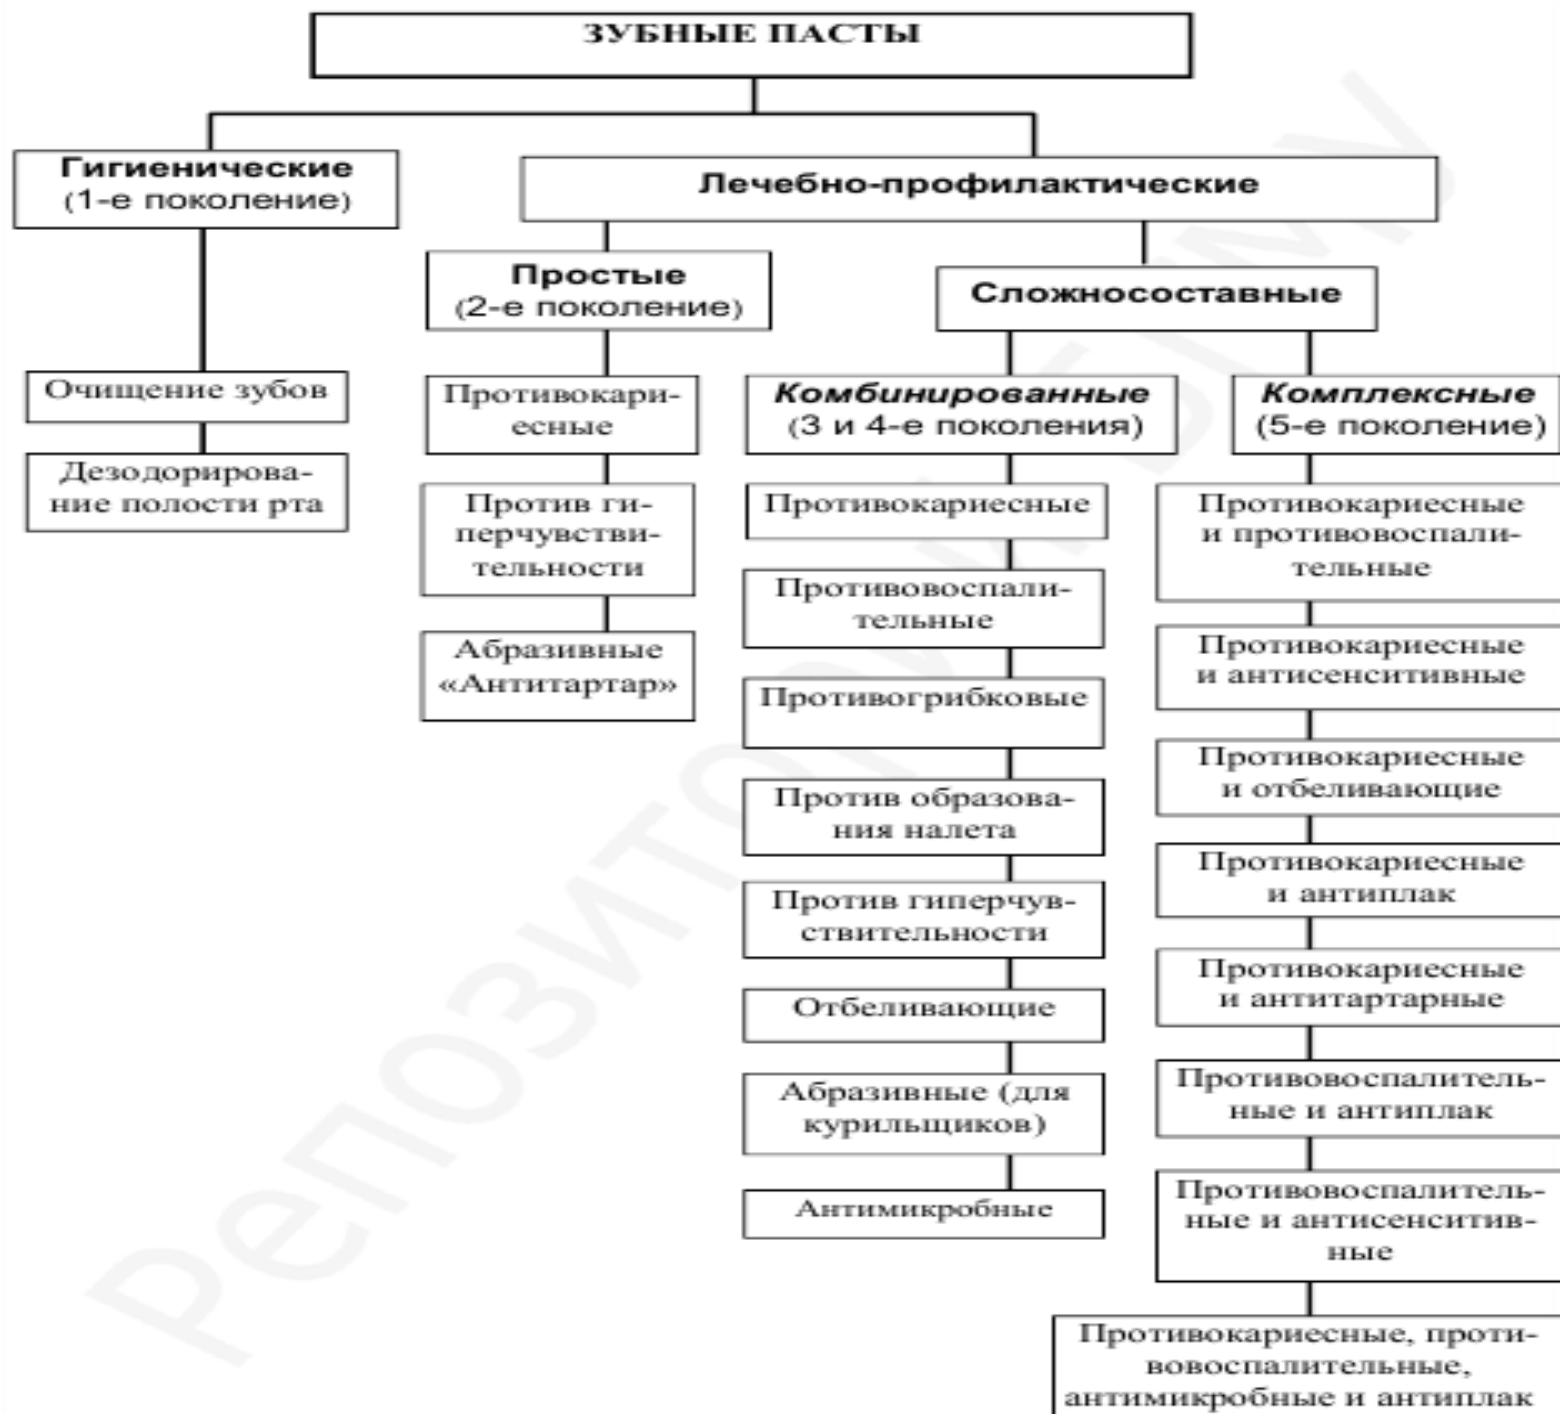 ЗУБНЫЕ ПАСТЫ
Гигиенические
(1-е поколение)
Очищение зубов
Дезодорирова-
ние полости рта
Лечебно-профилактические
Простые
(2-е поколение)
Противокари-
есные
Против ги-
перчувстви-
тельности
Абразивные
«Антитартар»
Сложносоставные
Комбинированные
(3 и 4-е поколения)
Противокариесные
Противовоспали-
тельные
Противогрибковые
Против образова-
ния налета
Против гиперчув-
ствительности
Отбеливающие
Абразивные (для
курильщиков)
Антимикробные
Комплексные
(5-е поколение)
Противокариесные
и противовоспали-
тельные
Противокариесные
и антисенситивные
Противокариесные
и отбеливающие
Противокариесные
и антиплак
Противокариесные
и антитартарные
Противовоспалитель-
ные и антиплак
Противовоспалитель-
ные и антисенситив-
ные
Противокариесные, проти-
вовоспалительные,
антимикробные и антиплак
Репозиторий БГМУ